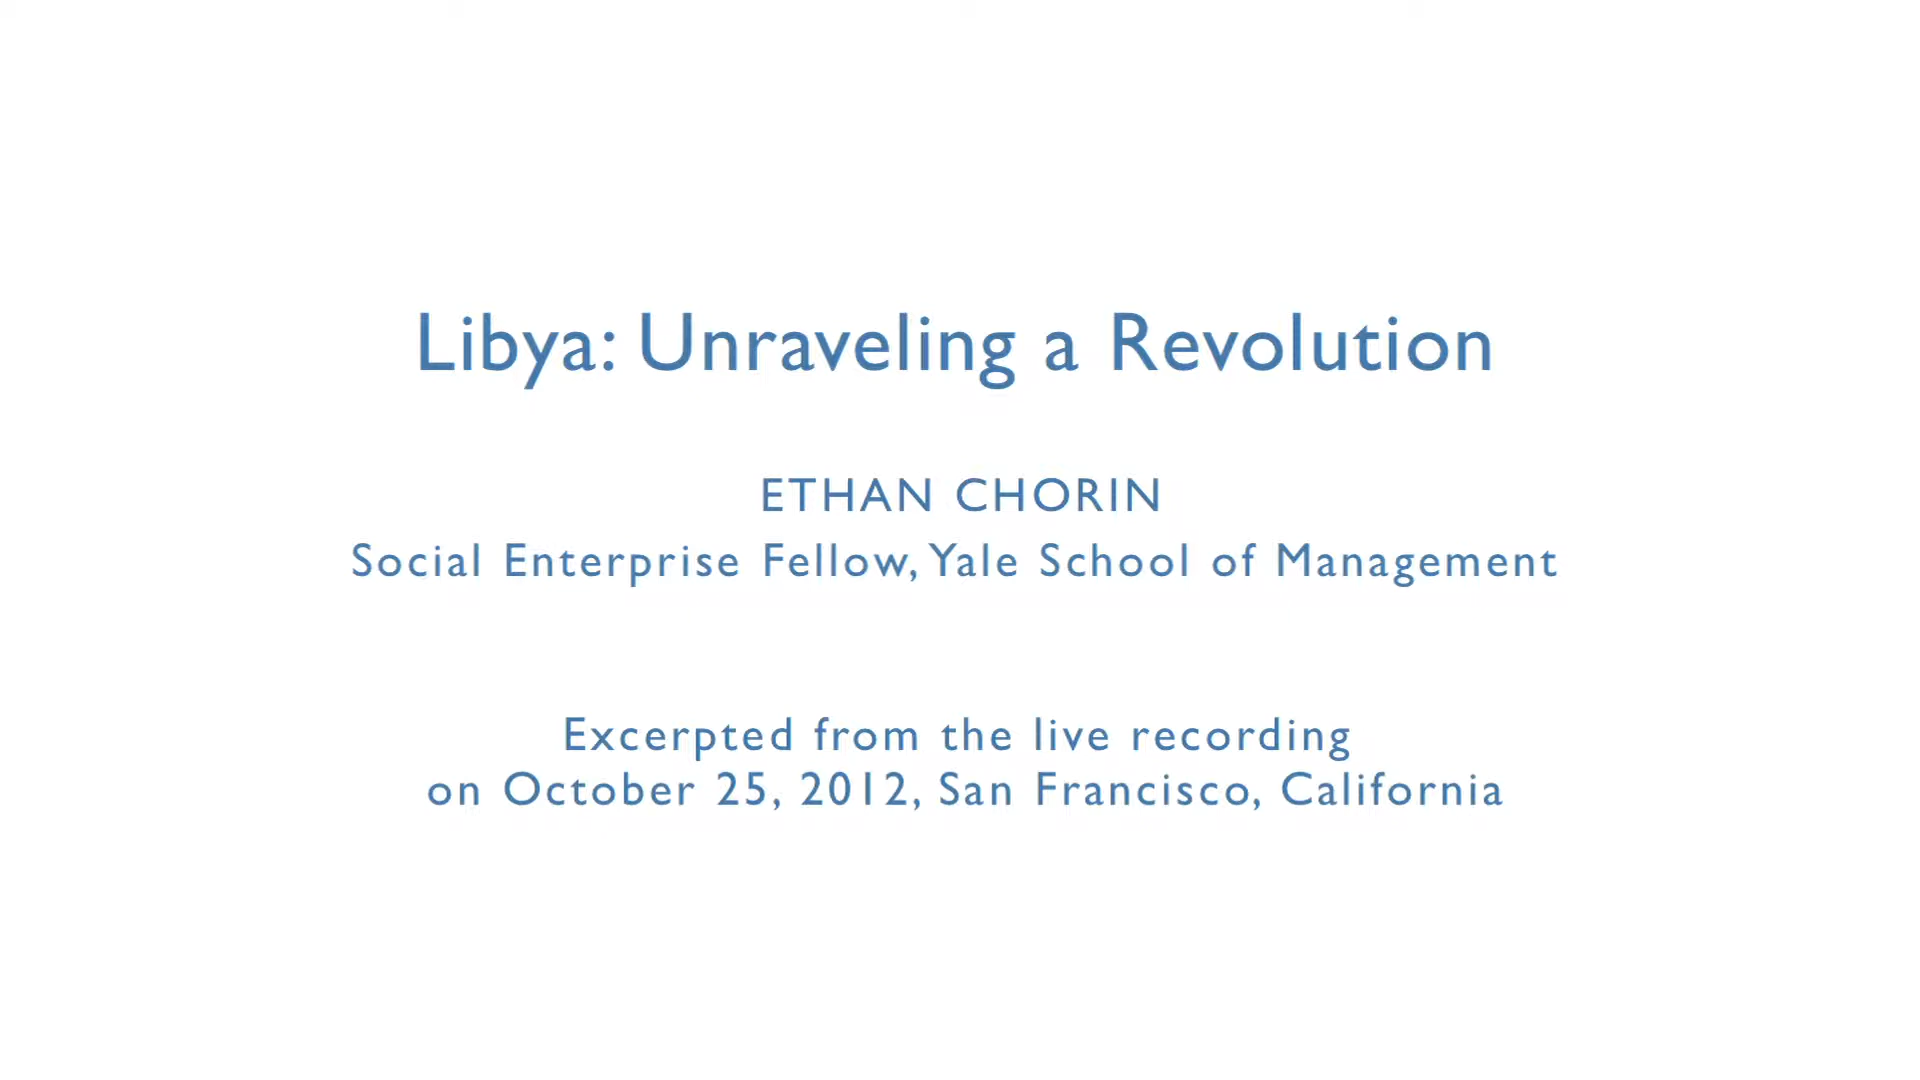 Libya: Unraveling a Revolution
ETHAN CHORIN
Social Enterprise Fellow, Yale School of Management
Excerpted from the live recording
on October 25, 2012, San Francisco, California